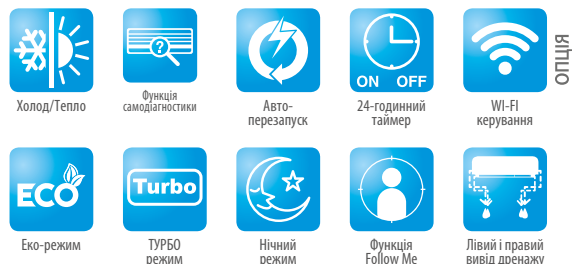 ?
ON OFF
ОПЦІЯ
Холод/Тепло
Функція
самодіагностики
Авто-
перезапуск
24-годинний
таймер
WI-FI
керування
ECO
Turbo
Еко-режим
ТУРБО
режим
Нічний
режим
Функція
Follow Me
Лівий і правий
вивід дренажу